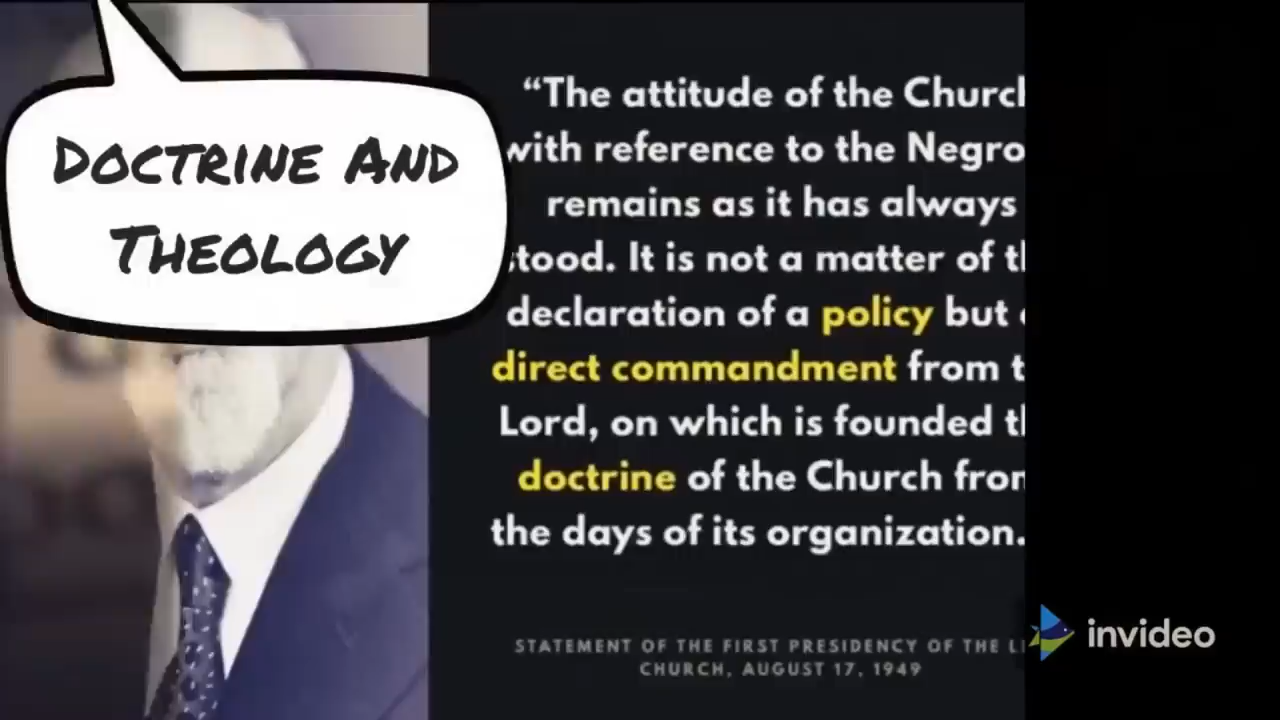 Doctrine And
Theology
“The attitude of the Church
with reference to the Negro
remains as it has always
stood. It is not a matter of
declaration of a policy but
direct commandment from
Lord, on which is founded
doctrine of the Church from
the days of its organization.
STATEMENT OF THE FIRST PRESIDENCY OF THE
CHURCH, AUGUST 17, 1949
invideo